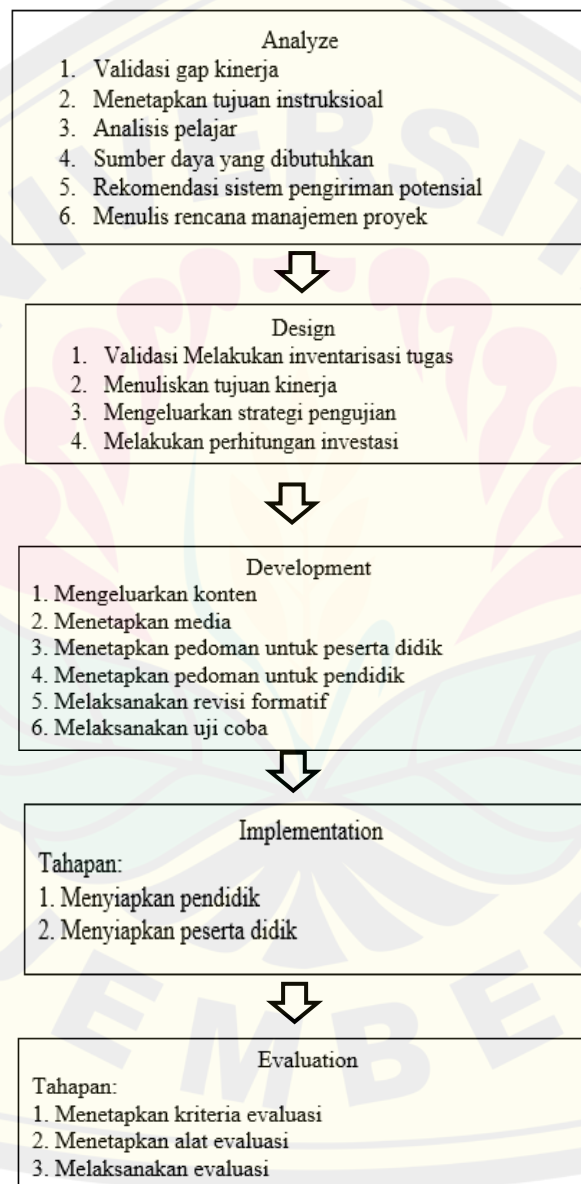 Analyze
1. Validasi gap kinerja
2. Menetapkan tujuan instruksioal
3. Analisis pelajar
4. Sumber daya yang dibutuhkan
5. Rekomendasi sistem pengiriman potensial
6. Menulis rencana manajemen proyek
Design
1. Validasi Melakukan inventarisasi tugas
2. Menuliskan tujuan kinerja
3. Mengeluarkan strategi pengujian
4. Melakukan perhitungan investasi
Development
1. Mengeluarkan konten
2. Menetapkan media
3. Menetapkan pedoman untuk peserta didik
4. Menetapkan pedoman untuk pendidik
5. Melaksanakan revisi formatif
6. Melaksanakan uji coba
Implementation
Tahapan:
1. Menyiapkan pendidik
2. Menyiapkan peserta didik
Evaluation
Tahapan:
1. Menetapkan kriteria evaluasi
2. Menetapkan alat evaluasi
3. Melaksanakan evaluasi